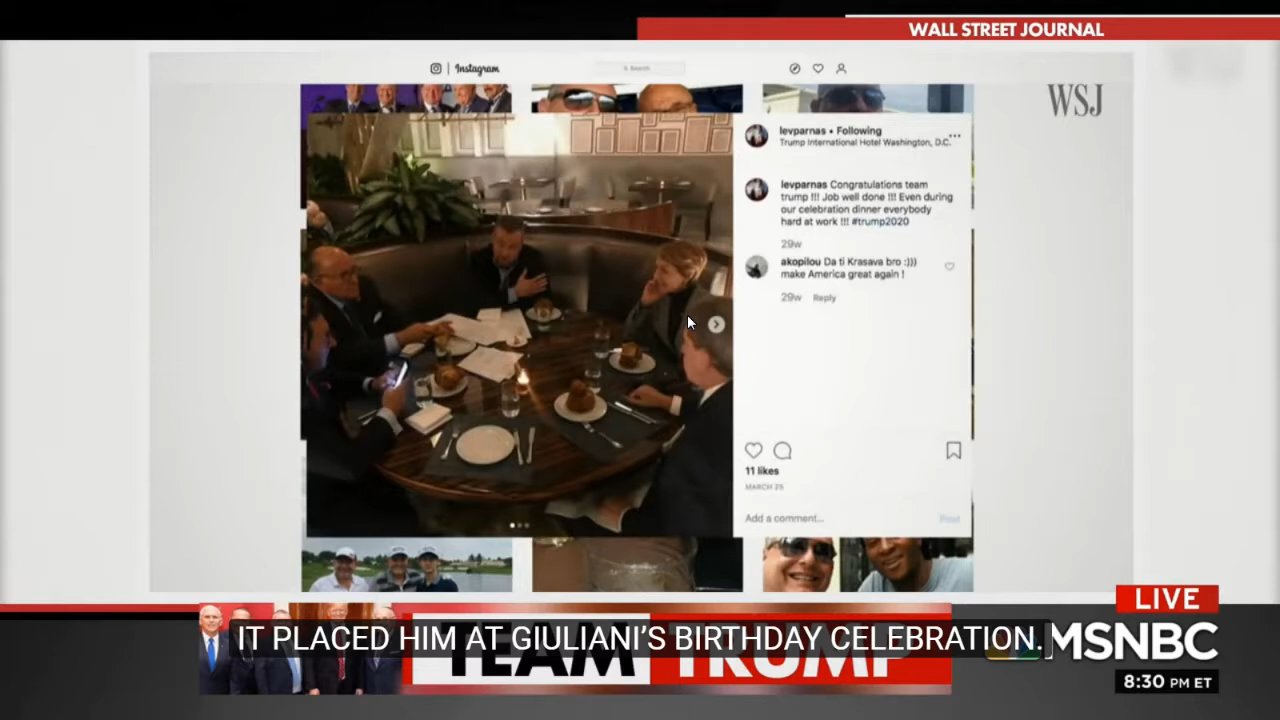 WALL STREET JOURNAL
Instagram
Search
WSJ
levparnas • Following
Trump International Hotel Washington, D.C.
levparnas Congratulations team
trump !!! Job well done !!! Even during
our celebration dinner everybody
hard at work !!! #trump2020
29w
akopilou Da ti Krasava bro :)))
make America great again !
29w Reply
11 likes
MARCH 25
Add a comment...
Post
LIVE
IT PLACED HIM AT GIULIANI'S BIRTHDAY CELEBRATION.
TEAM TRUMP
MSNBC
8:30 PM ET